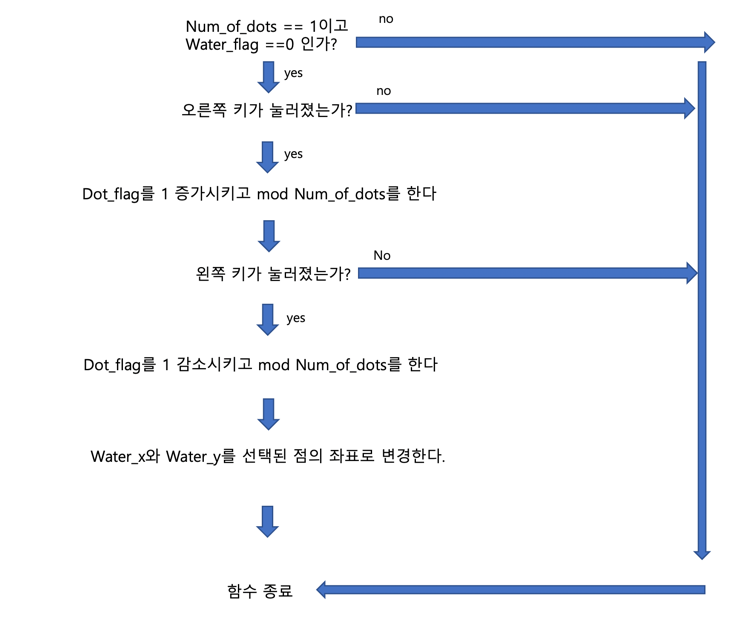 Num_of_dots == 1이고
no
Water_flag ==0 인가?
yes
no
오른쪽 키가 눌러졌는가?
yes
Dot_flag를 1 증가시키고 mod Num_of_dots를 한다
No
왼쪽 키가 눌러졌는가?
yes
Dot_flag를 1 감소시키고 mod Num_of_dots를 한다
Water_x와 Water_y를 선택된 점의 좌표로 변경한다.
함수 종료